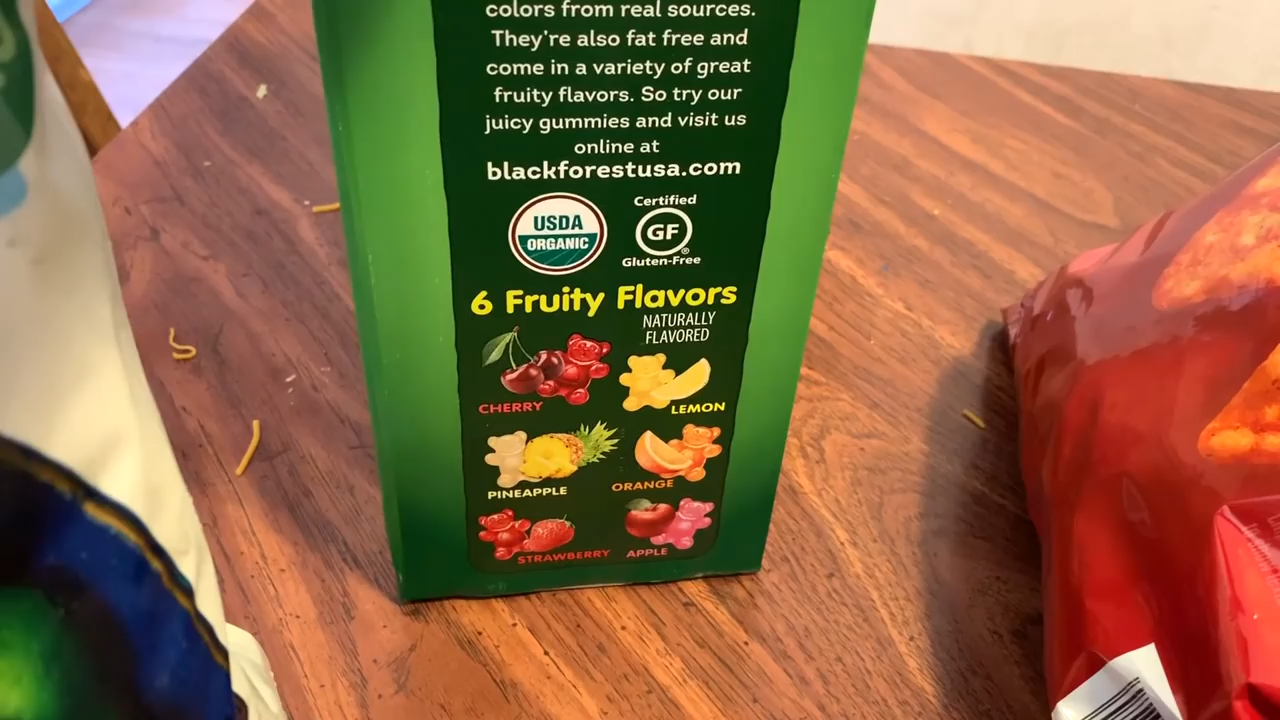 colors from real sources.
They're also fat free and
come in a variety of great
fruity flavors. So try our
juicy gummies and visit us
online at
blackforestusa.com
USDA
ORGANIC
Certified
GF
®
Gluten-Free
6 Fruity Flavors
NATURALLY
FLAVORED
CHERRY
LEMON
PINEAPPLE
ORANGE
STRAWBERRY
APPLE